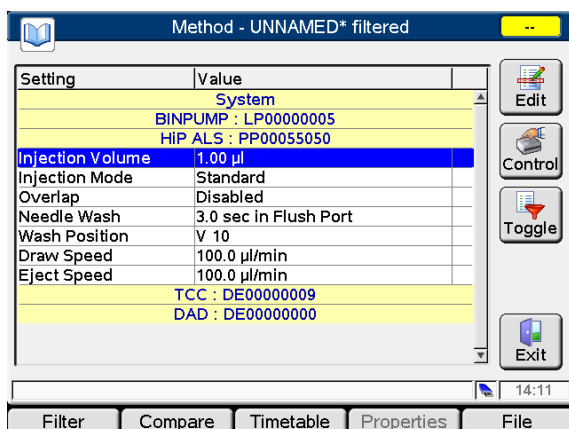 Method - UNNAMED* filtered
--
Setting Value
System
BINPUMP : LP00000005
HiP ALS : PP00055050
Injection Volume 1.00 µl
Injection Mode Standard
Overlap Disabled
Needle Wash 3.0 sec in Flush Port
Wash Position V 10
Draw Speed 100.0 µl/min
Eject Speed 100.0 µl/min
TCC : DE00000009
DAD : DE00000000
Edit
Control
Toggle
Exit
14:11
Filter Compare Timetable Properties File